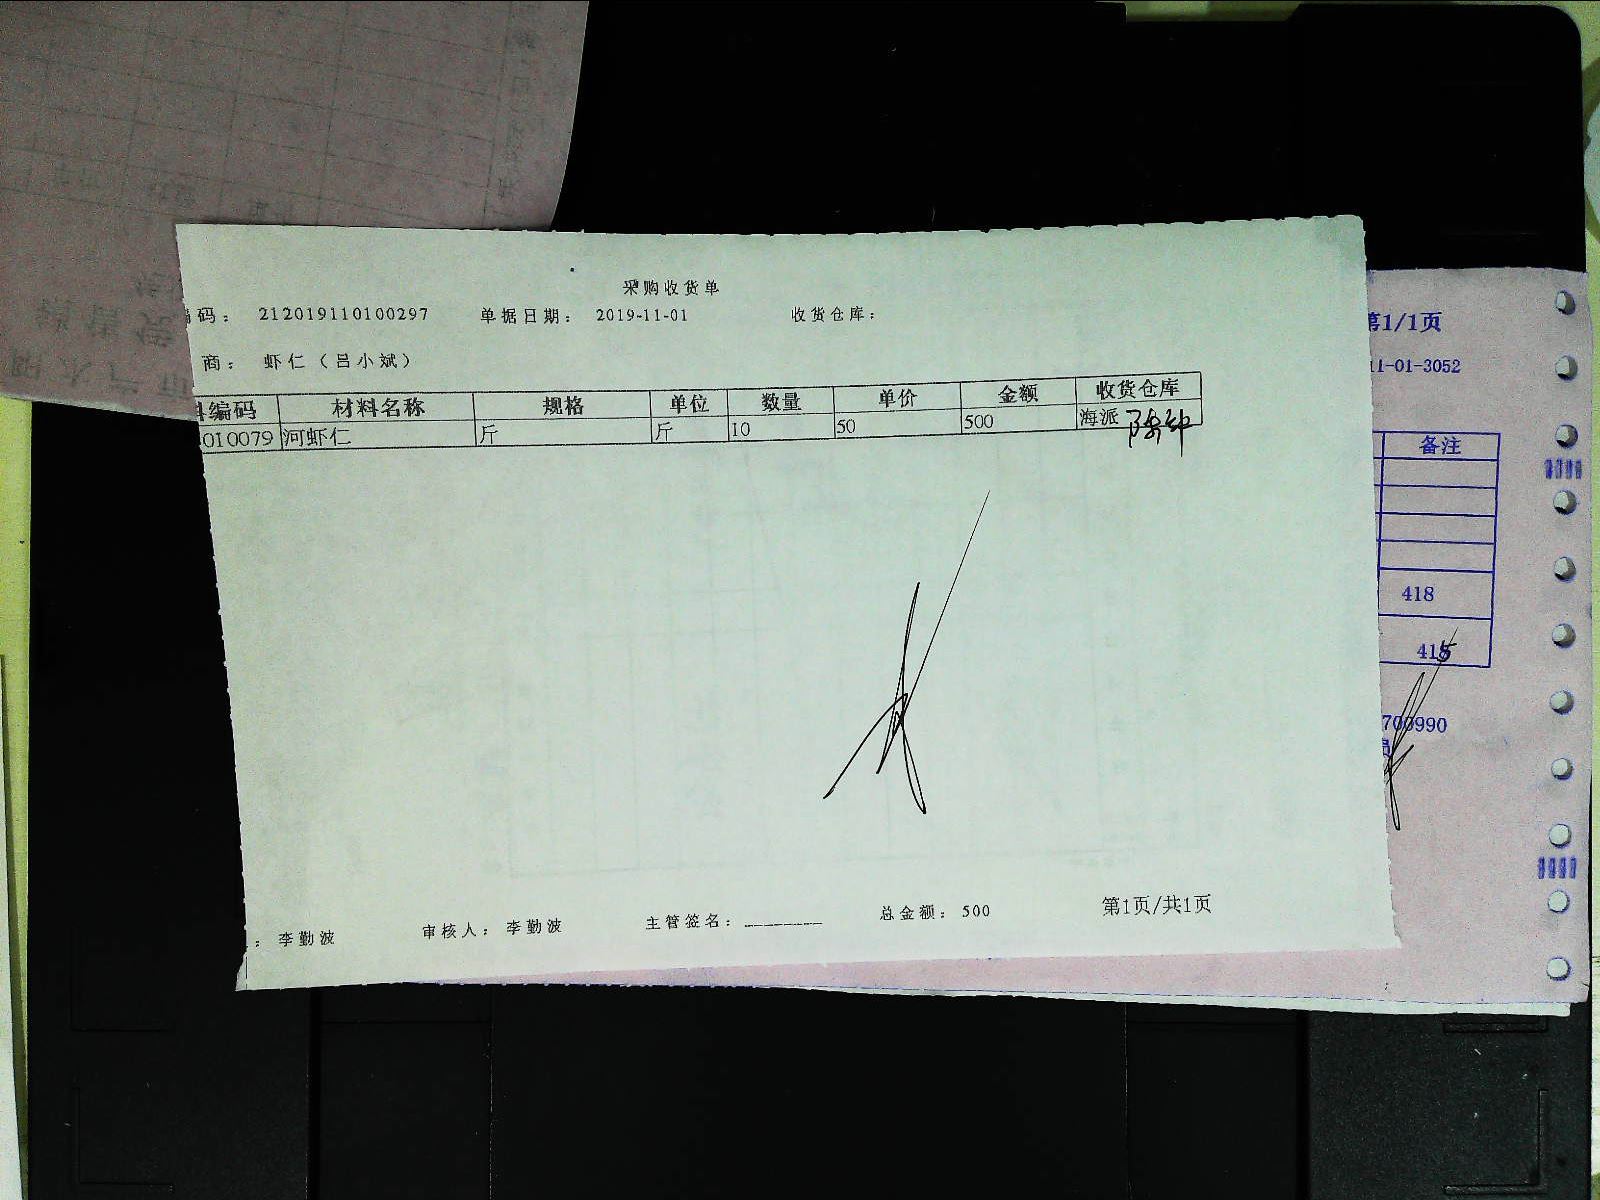 采购收货单
码： 212019110100297 单据日期： 2019-11-01 收货仓库：
商： 虾仁（吕小斌）
编码 材料名称 规格 单位 数量 单价 金额 收货仓库
010079 河虾仁 斤 斤 10 50 500 海派
： 李勤波 审核人： 李勤波 主管签名： 总金额： 500 第1页/共1页
第1/1页
11-01-3052
备注
418
700990